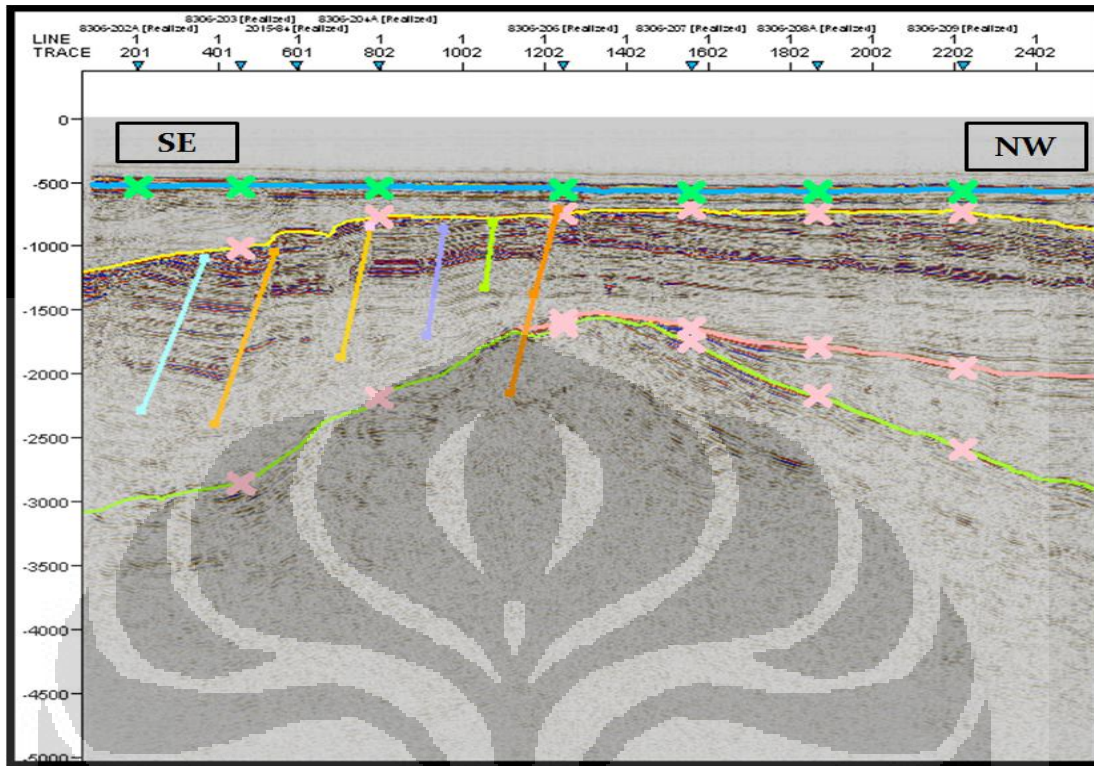 8306-203 [Realized] 8306-204A [Realized]
8306-202A [Realized] 2015-84 [Realized] 8306-206 [Realized] 8306-207 [Realized] 8306-208A [Realized] 8306-209 [Realized]
LINE 1 1 1 1 1 1 1 1 1 1 1 1
TRACE 201 401 601 802 1002 1202 1402 1602 1802 2002 2202 2402
0
SE NW
-500
-1000
-1500
-2000
-2500
-3000
-3500
-4000
-4500
-5000